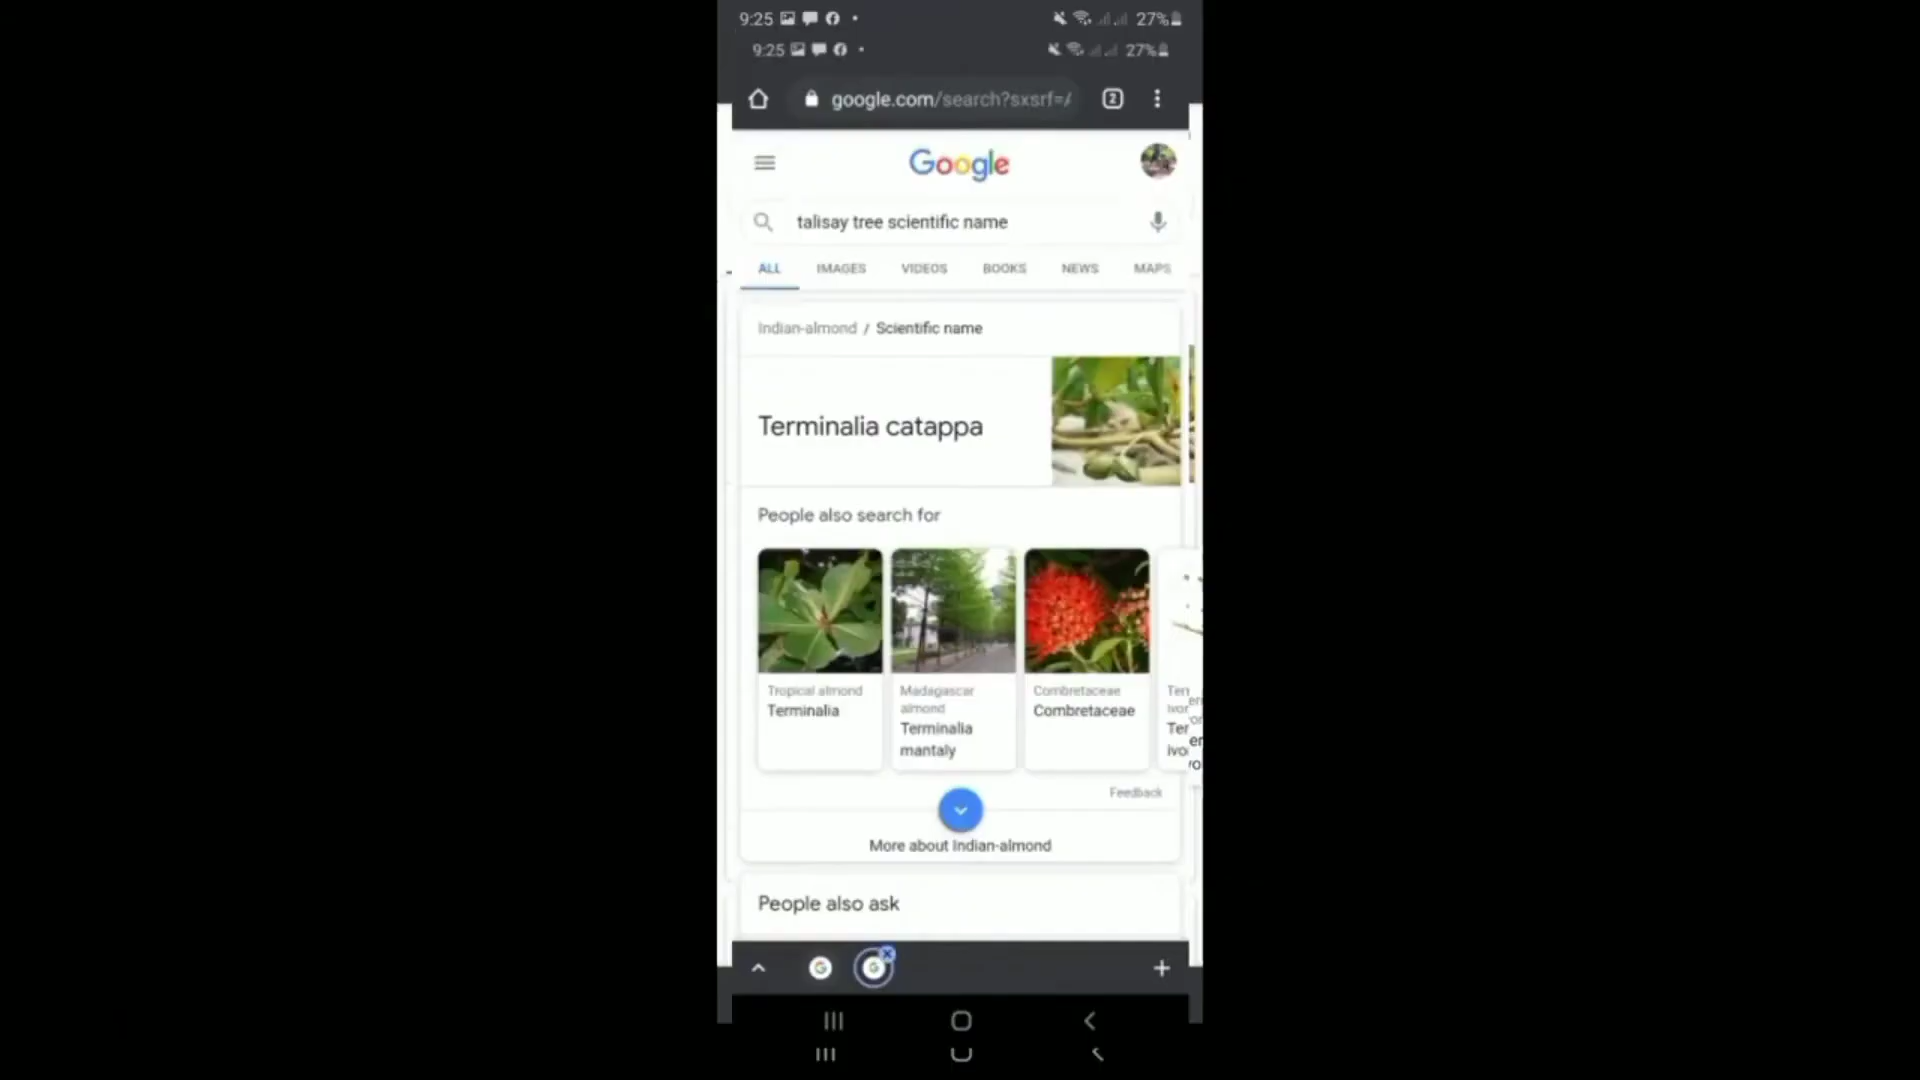 9:25 27%
9:25 27%
google.com/search?sxsrf=/ 2
Google
talisay tree scientific name
ALL IMAGES VIDEOS BOOKS NEWS MAPS
Indian-almond / Scientific name
Terminalia catappa
People also search for
Tropical almond
Terminalia
Madagascar
almond
Terminalia
mantaly
Combretaceae
Combretaceae
Ter
ivo
Feedback
More about Indian-almond
People also ask